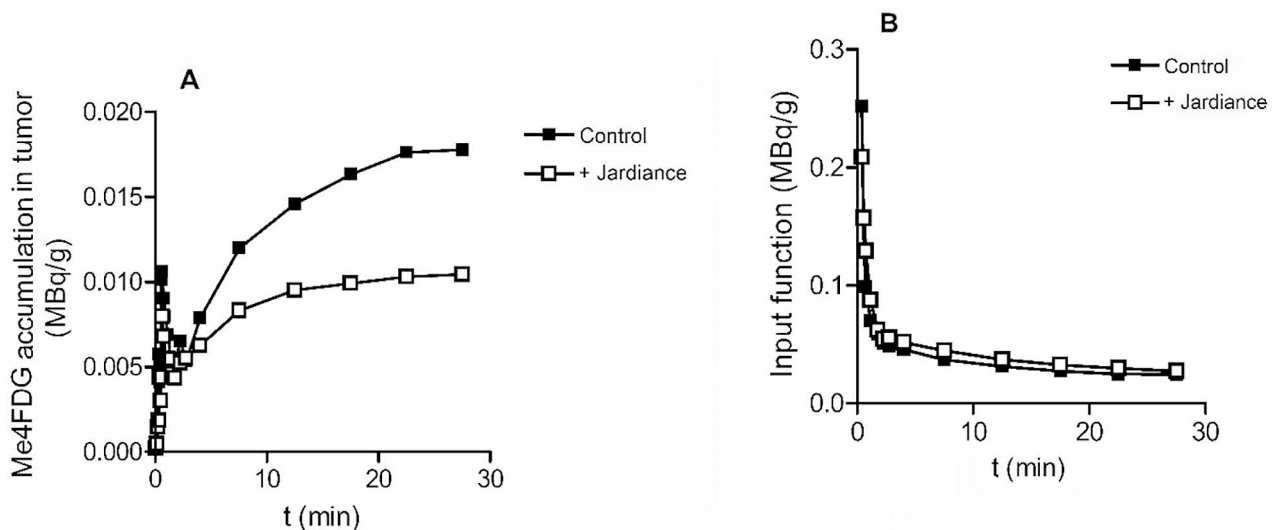 A
Me4FDG accumulation in tumor
(MBq/g)
0.020
0.015
0.010
0.005
0.000
0
10
20
30
t (min)
Control
+ Jardiance
B
Input function (MBq/g)
0.3
0.2
0.1
0.0
0
10
20
30
t (min)
Control
+ Jardiance